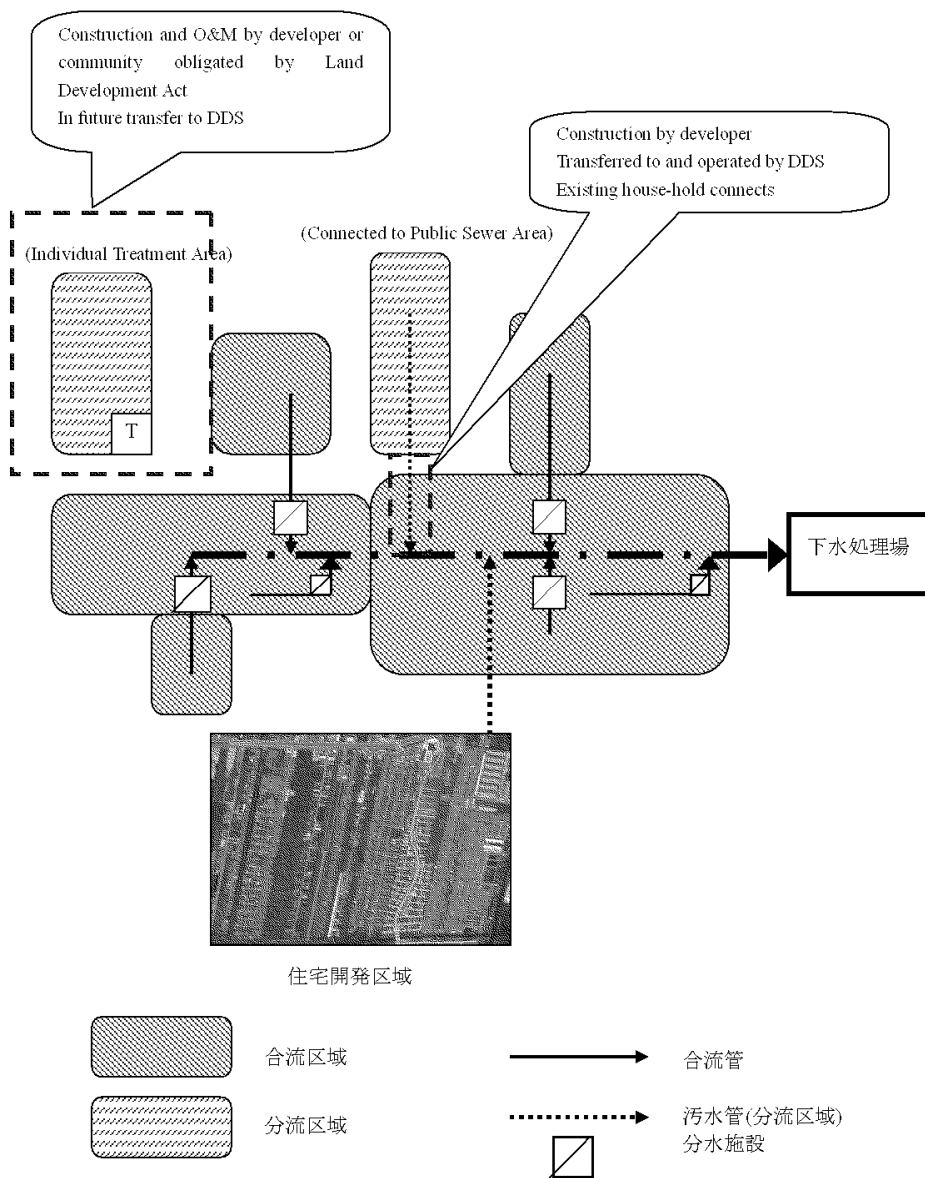 Construction and O&M by developer or
community obligated by Land
Development Act
In future transfer to DDS
Construction by developer
Transferred to and operated by DDS
Existing house-hold connects
(Individual Treatment Area)
(Connected to Public Sewer Area)
T
下水処理場
住宅開発区域
合流区域
合流管
分流区域
汚水管(分流区域)
分水施設